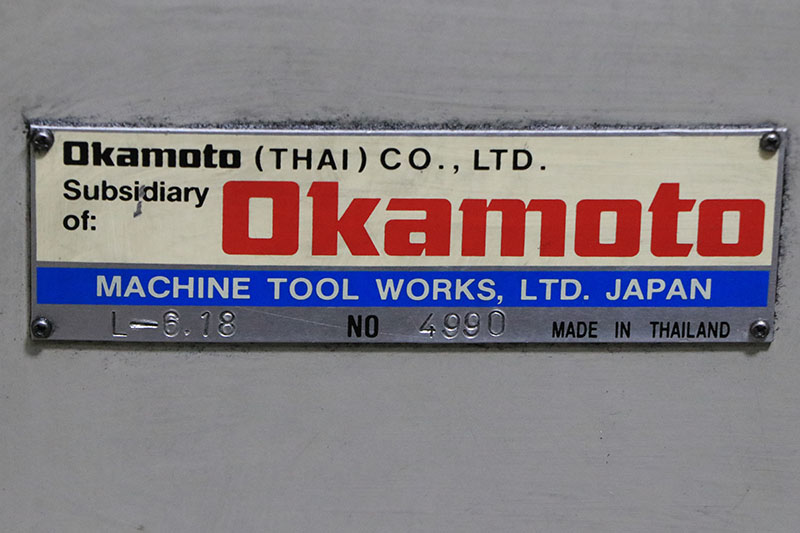 Okamoto (THAI) CO., LTD.
Subsidiary of: Okamoto
MACHINE TOOL WORKS, LTD. JAPAN
L-6.18 NO 4990 MADE IN THAILAND